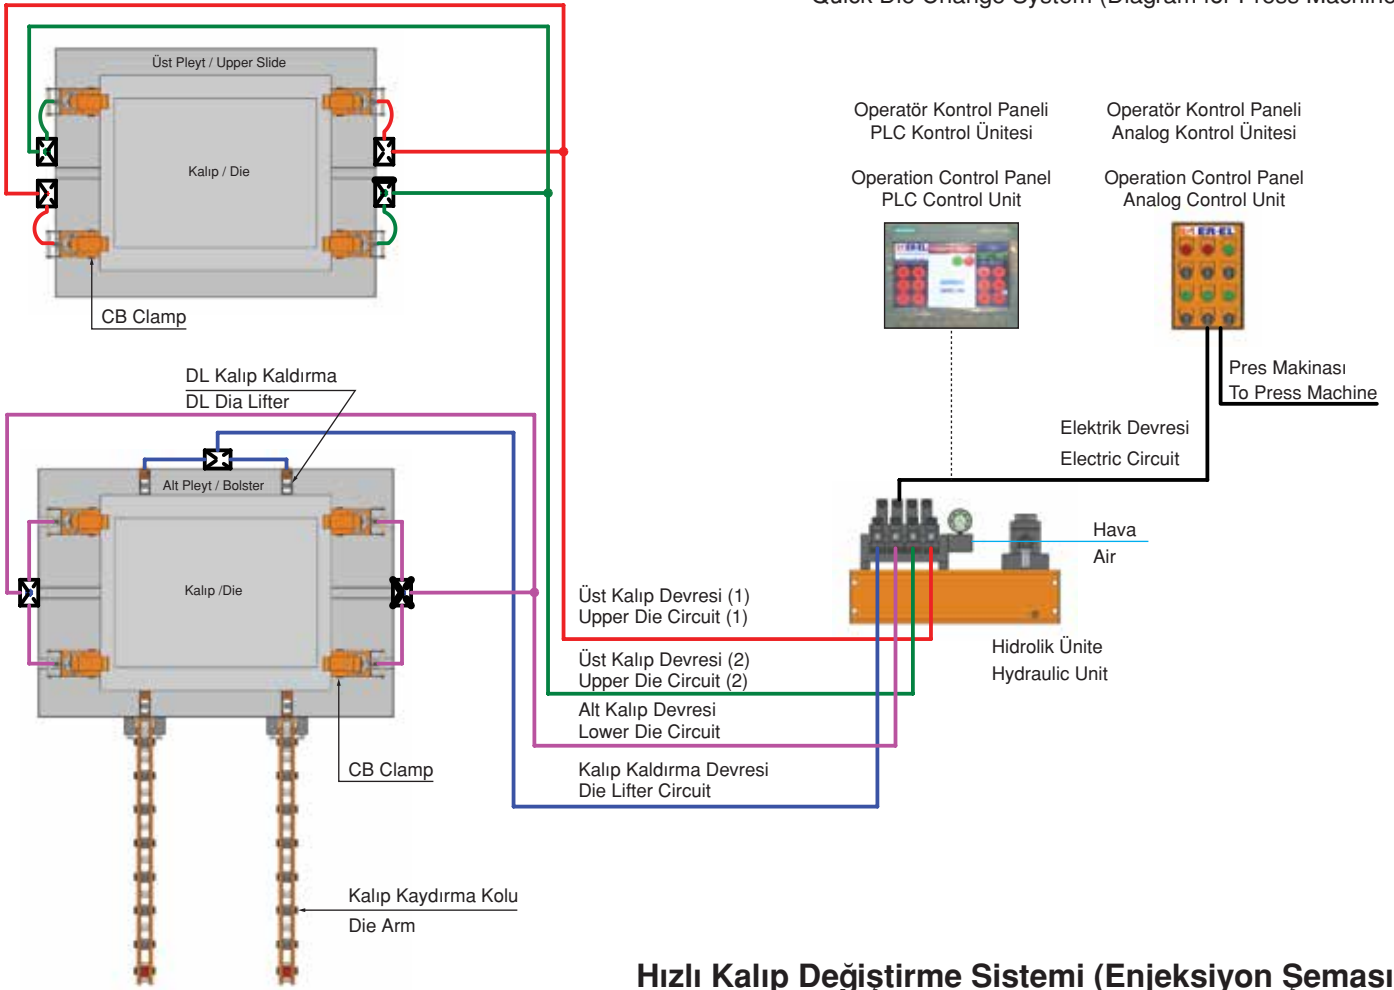 Quick Die Change System (Diagram for Press Machine
Üst Pleyt / Upper Slide
Kalıp / Die
CB Clamp
Operatör Kontrol Paneli
PLC Kontrol Ünitesi
Operation Control Panel
PLC Control Unit
Operatör Kontrol Paneli
Analog Kontrol Ünitesi
Operation Control Panel
Analog Control Unit
ER-EL
ER-EL
Pres Makinası
To Press Machine
Elektrik Devresi
Electric Circuit
DL Kalıp Kaldırma
DL Dia Lifter
Alt Pleyt / Bolster
Kalıp /Die
CB Clamp
Hava
Air
Hidrolik Ünite
Hydraulic Unit
Üst Kalıp Devresi (1)
Upper Die Circuit (1)
Üst Kalıp Devresi (2)
Upper Die Circuit (2)
Alt Kalıp Devresi
Lower Die Circuit
Kalıp Kaldırma Devresi
Die Lifter Circuit
Kalıp Kaydırma Kolu
Die Arm
Hızlı Kalıp Değiştirme Sistemi (Enjeksiyon Şeması